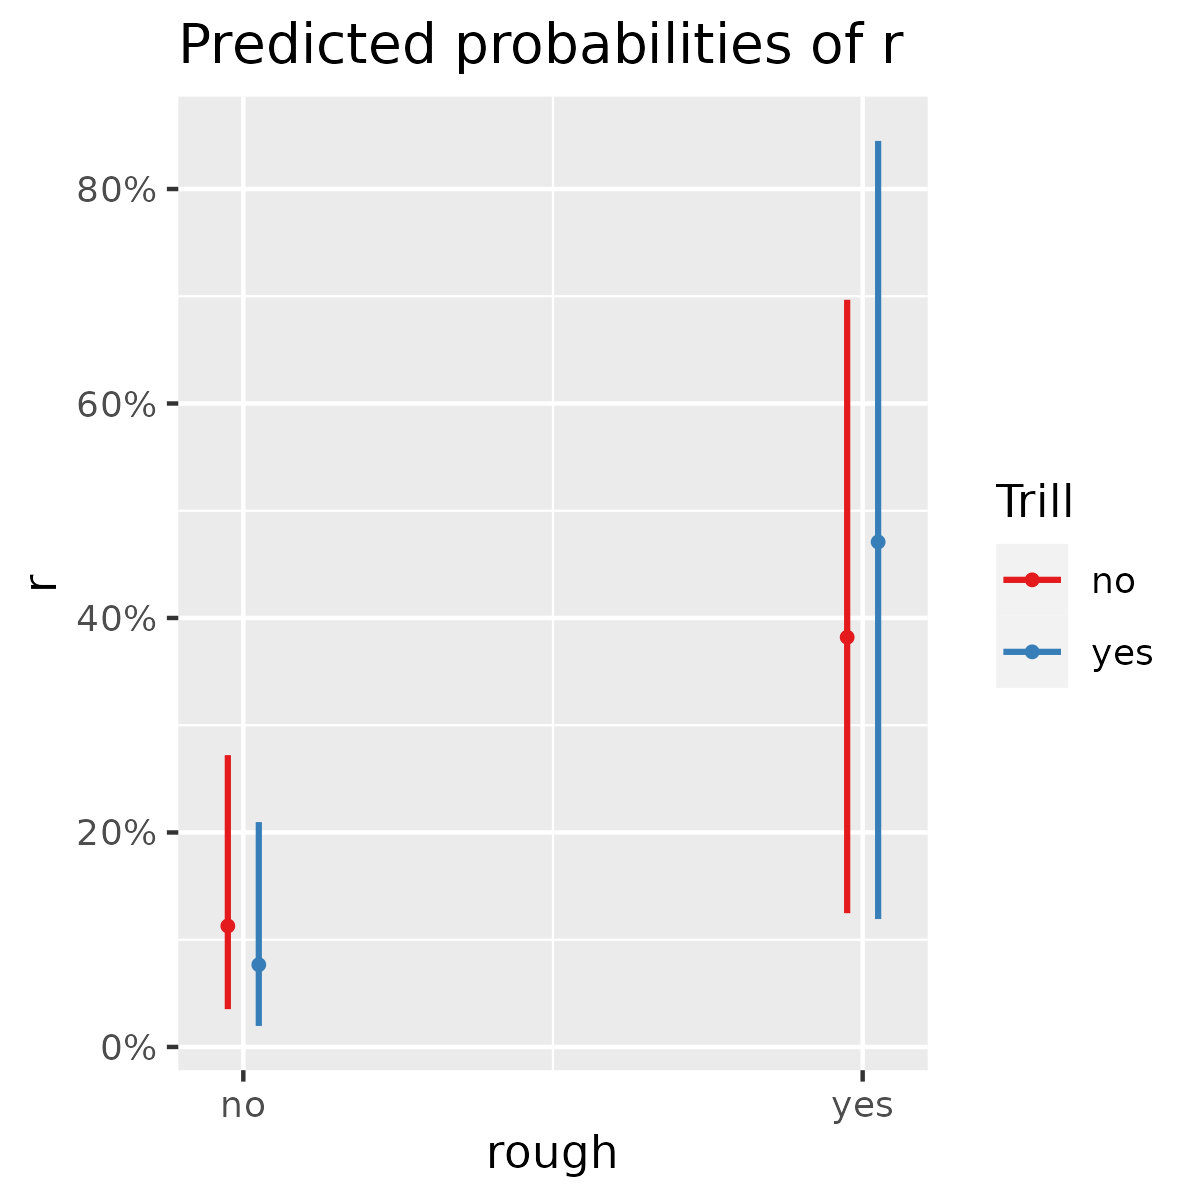 Predicted probabilities of r
80%
60%
40%
20%
0%
r
no
yes
rough
Trill
no
yes